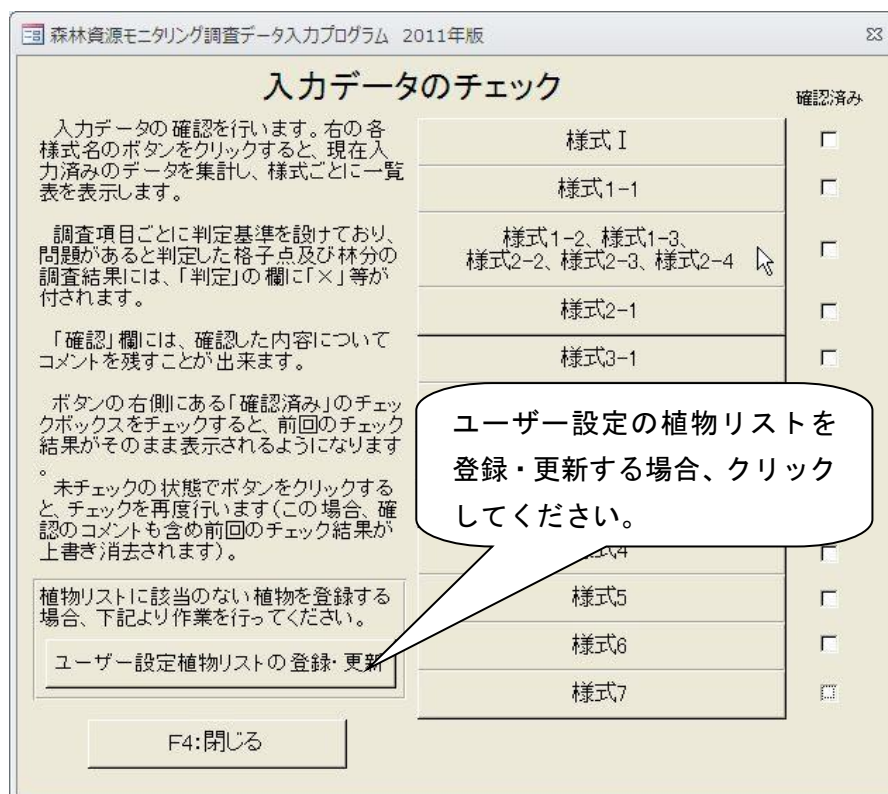 森林資源モニタリング調査データ入力プログラム 2011年版
入力データのチェック
確認済み
入力データの確認を行います。右の各
様式名のボタンをクリックすると、現在入
力済みのデータを集計し、様式ごとに一覧
表を表示します。
調査項目ごとに判定基準を設けており、
問題があると判定した格子点及び林分の
調査結果には、「判定」の欄に「×」等が
付されます。
「確認」欄には、確認した内容について
コメントを残すことが出来ます。
ボタンの右側にある「確認済み」のチェッ
クボックスをチェックすると、前回のチェック
結果がそのまま表示されるようになります
。
未チェックの状態でボタンをクリックする
と、チェックを再度行います(この場合、確
認のコメントも含め前回のチェック結果が
上書き消去されます)。
植物リストに該当のない植物を登録する
場合、下記より作業を行ってください。
ユーザー設定植物リストの登録・更新
F4:閉じる
様式Ⅰ
様式1-1
様式1-2、様式1-3、
様式2-2、様式2-3、様式2-4
様式2-1
様式3-1
ユーザー設定の植物リストを
登録・更新する場合、クリック
してください。
様式4
様式5
様式6
様式7